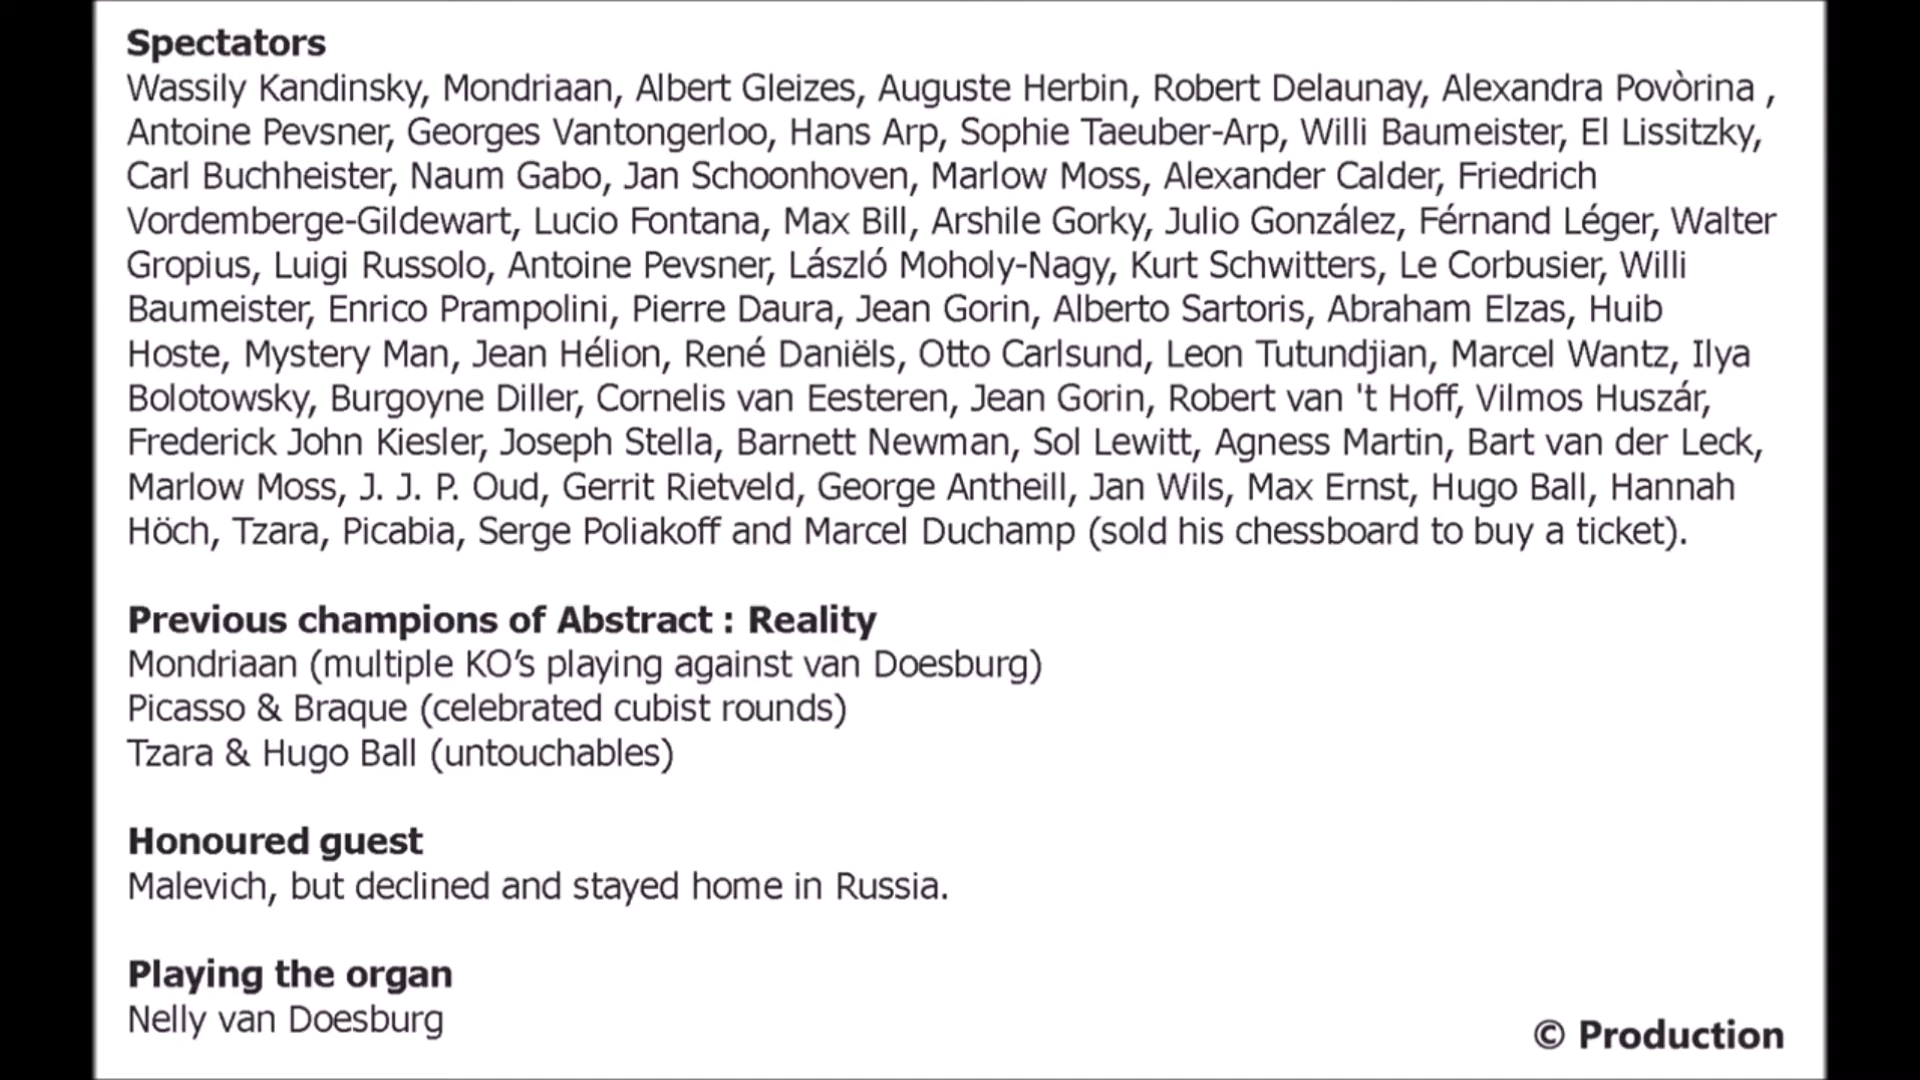 Spectators
Wassily Kandinsky, Mondriaan, Albert Gleizes, Auguste Herbin, Robert Delaunay, Alexandra Povòrina ,
Antoine Pevsner, Georges Vantongerloo, Hans Arp, Sophie Taeuber-Arp, Willi Baumeister, El Lissitzky,
Carl Buchheister, Naum Gabo, Jan Schoonhoven, Marlow Moss, Alexander Calder, Friedrich
Vordemberge-Gildewart, Lucio Fontana, Max Bill, Arshile Gorky, Julio González, Férnand Léger, Walter
Gropius, Luigi Russolo, Antoine Pevsner, László Moholy-Nagy, Kurt Schwitters, Le Corbusier, Willi
Baumeister, Enrico Prampolini, Pierre Daura, Jean Gorin, Alberto Sartoris, Abraham Elzas, Huib
Hoste, Mystery Man, Jean Hélion, René Daniëls, Otto Carlsund, Leon Tutundjian, Marcel Wantz, Ilya
Bolotowsky, Burgoyne Diller, Cornelis van Eesteren, Jean Gorin, Robert van 't Hoff, Vilmos Huszár,
Frederick John Kiesler, Joseph Stella, Barnett Newman, Sol Lewitt, Agness Martin, Bart van der Leck,
Marlow Moss, J. J. P. Oud, Gerrit Rietveld, George Antheill, Jan Wils, Max Ernst, Hugo Ball, Hannah
Höch, Tzara, Picabia, Serge Poliakoff and Marcel Duchamp (sold his chessboard to buy a ticket).
Previous champions of Abstract : Reality
Mondriaan (multiple KO’s playing against van Doesburg)
Picasso & Braque (celebrated cubist rounds)
Tzara & Hugo Ball (untouchables)
Honoured guest
Malevich, but declined and stayed home in Russia.
Playing the organ
Nelly van Doesburg
© Production